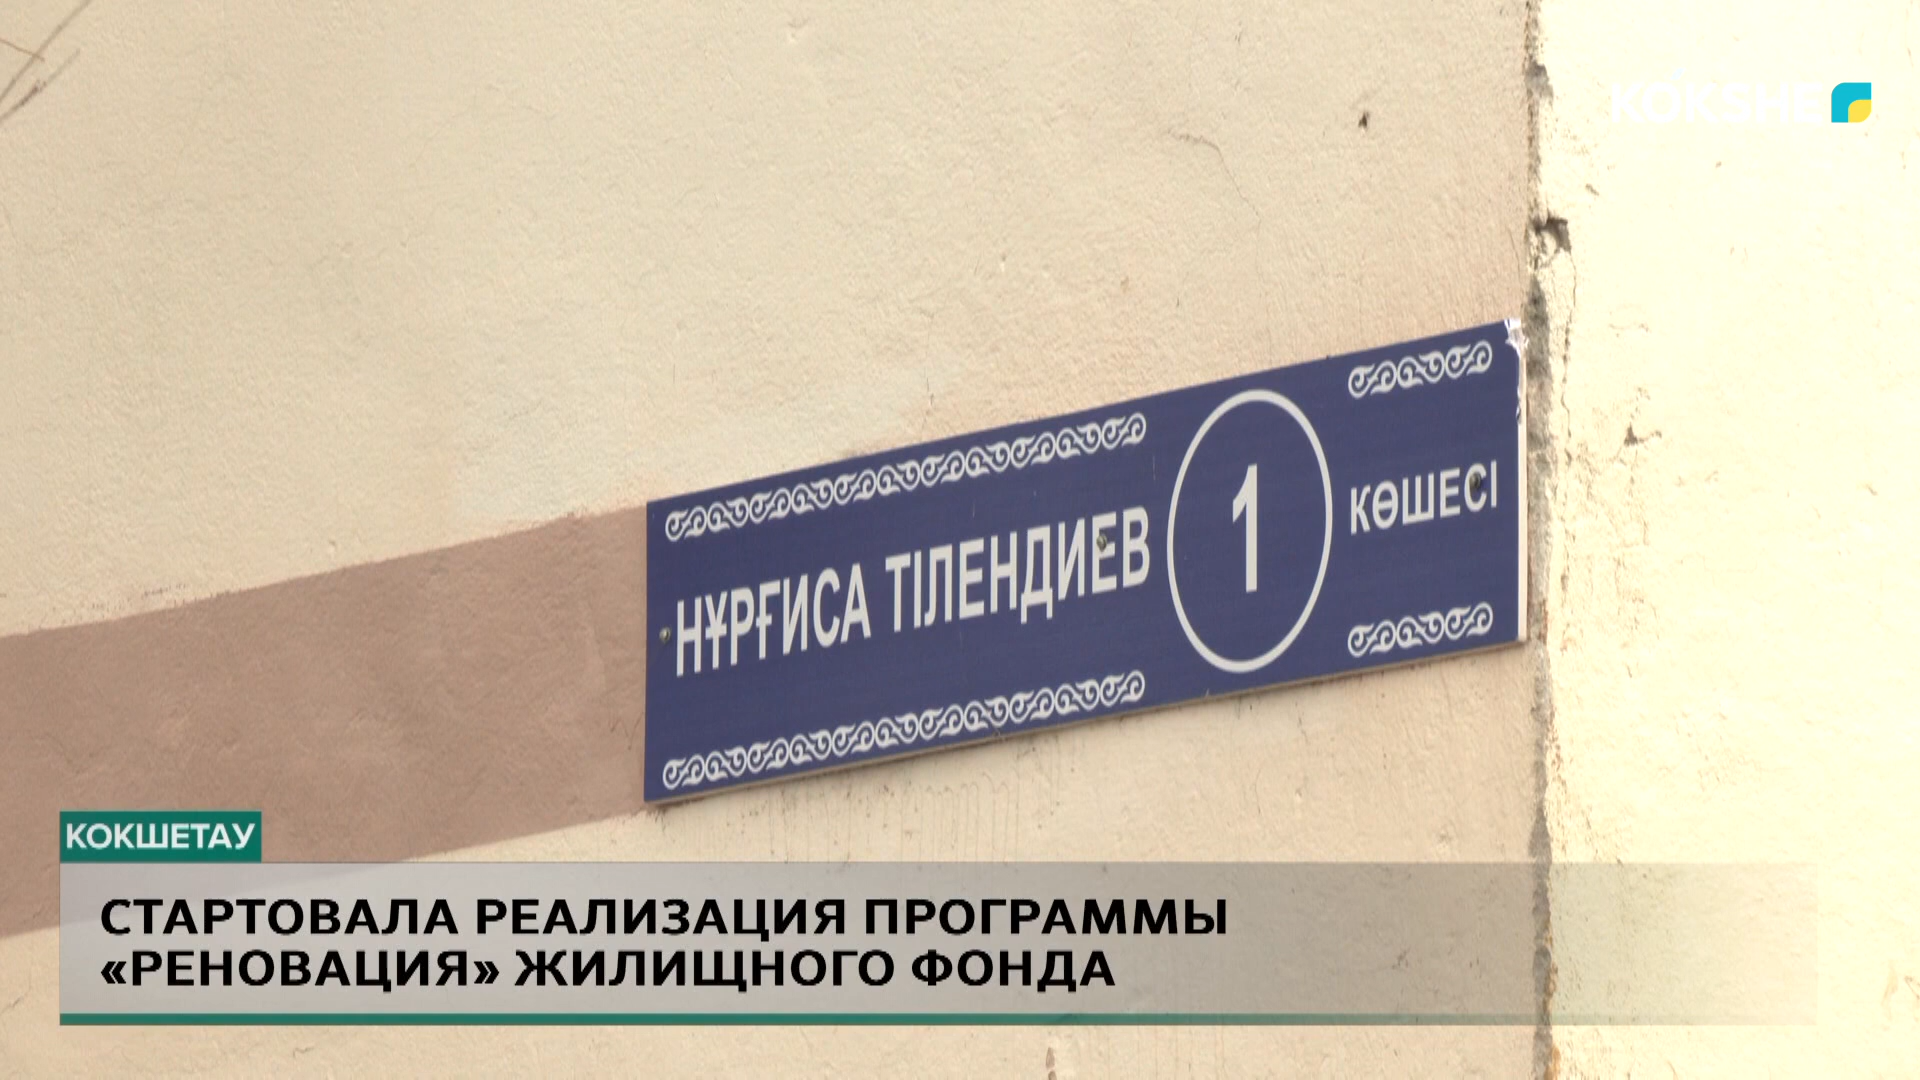 KÓKSHE
НҰРҒИСА ТІЛЕНДИЕВ 1 КӨШЕСІ
КОКШЕТАУ
СТАРТОВАЛА РЕАЛИЗАЦИЯ ПРОГРАММЫ
«РЕНОВАЦИЯ» ЖИЛИЩНОГО ФОНДА